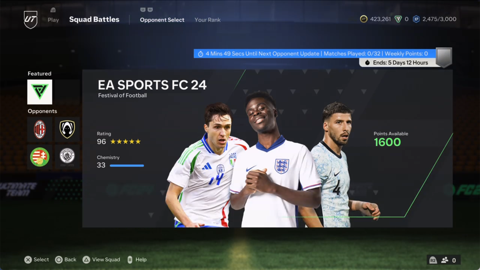 UT
Play
Squad Battles
Opponent Select
Your Rank
423,261
0
2,475/3,000
4 Mins 49 Secs Until Next Opponent Update | Matches Played: 0/32 | Weekly Points: 0
Ends: 5 Days 12 Hours
Featured
Opponents
EA SPORTS FC 24
Festival of Football
Rating
96
Chemistry
33
Points Available
1600
14
4
Select
Back
View Squad
Help
0